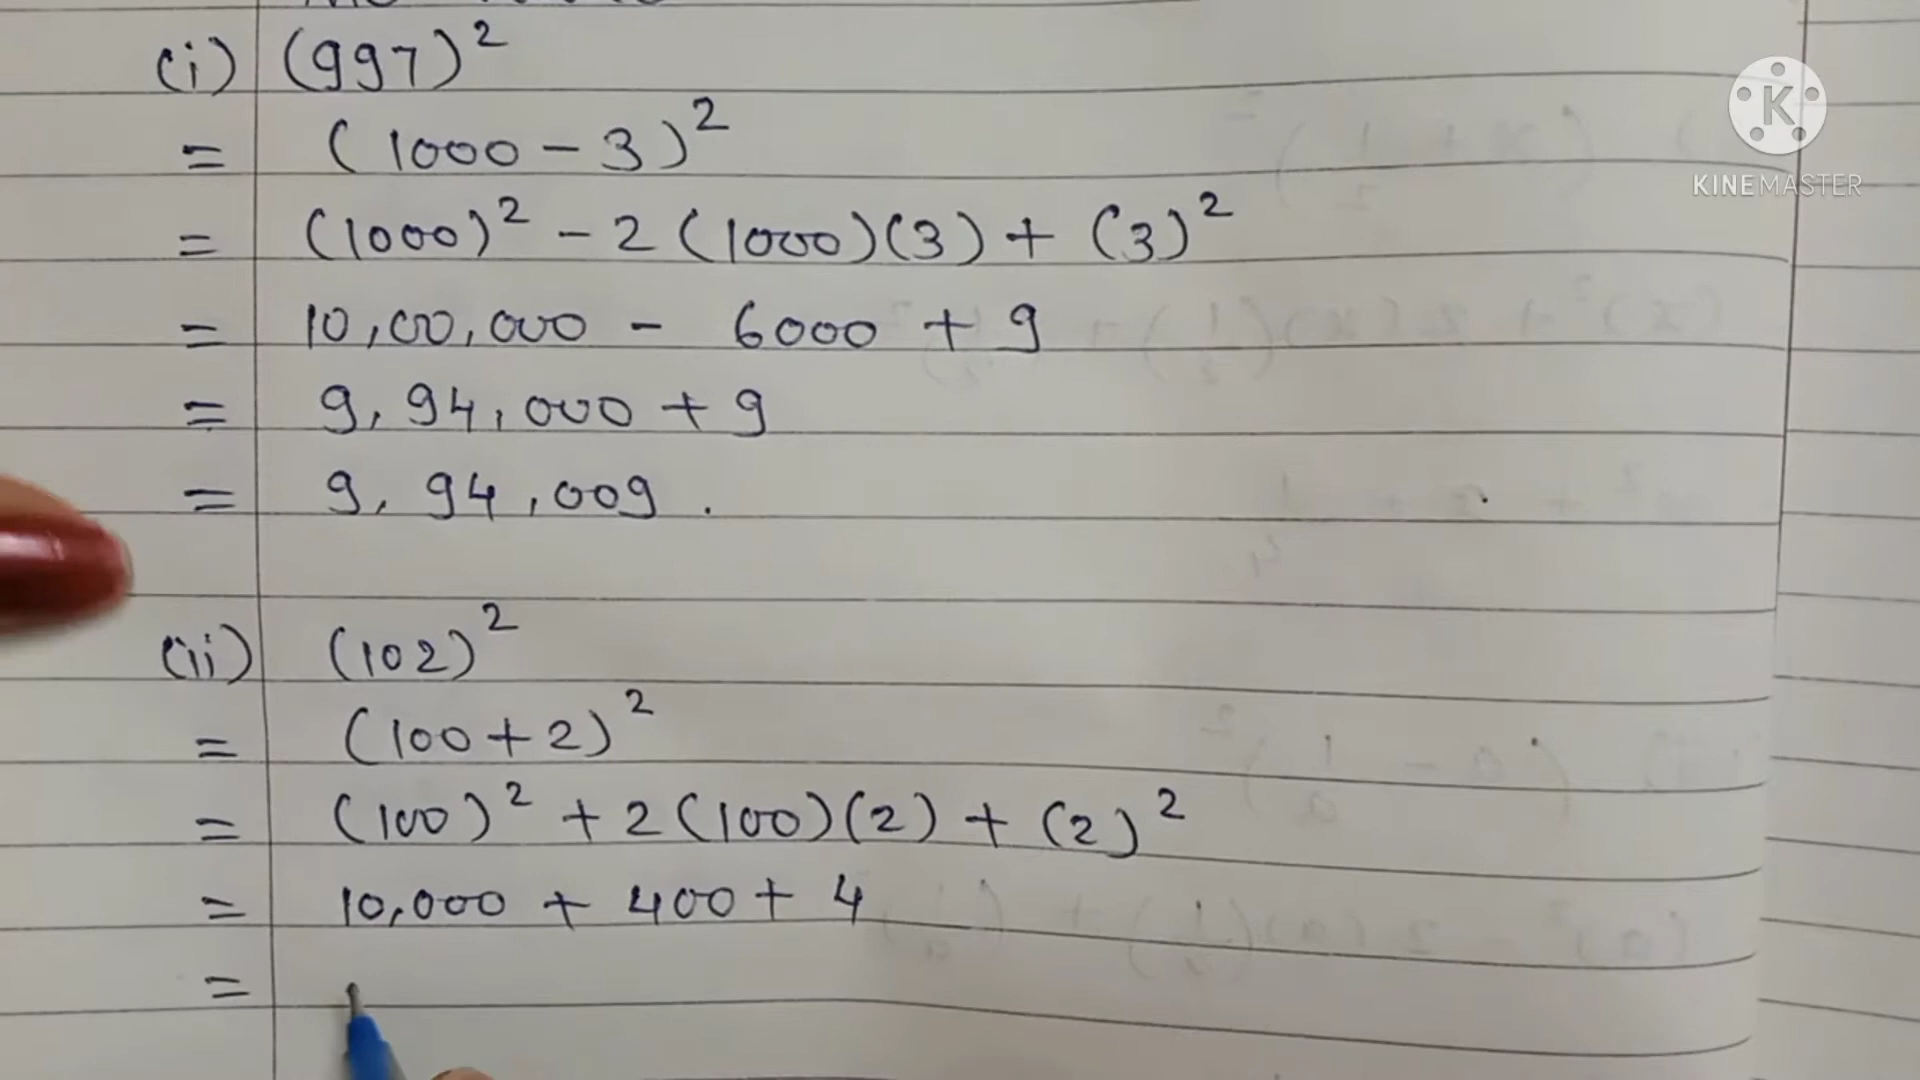 (i) (997)²
= (1000 - 3)²
= (1000)² - 2 (1000)(3) + (3)²
= 10,00,000 - 6000 + 9
= 9,94,000 + 9
= 9,94,009.
(ii) (102)²
= (100 + 2)²
= (100)² + 2 (100)(2) + (2)²
= 10,000 + 400 + 4
=
KINEMASTER